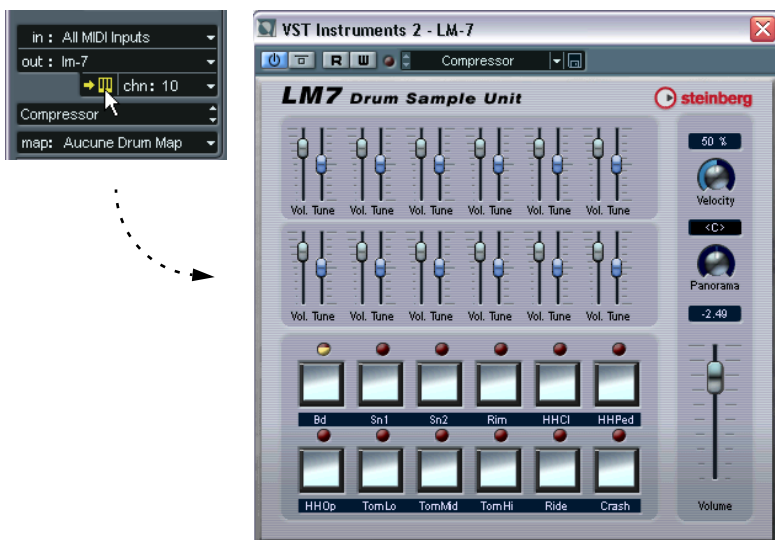 in : All MIDI Inputs
out : lm-7
chn: 10
Compressor
map: Aucune Drum Map
VST Instruments 2 - LM-7
R W Compressor
LM7 Drum Sample Unit
steinberg
50 %
Velocity
<C>
Panorama
-2.49
Volume
Vol. Tune Vol. Tune Vol. Tune Vol. Tune Vol. Tune Vol. Tune
Vol. Tune Vol. Tune Vol. Tune Vol. Tune Vol. Tune Vol. Tune
Bd Sn1 Sn2 Rim HHCl HHPed
HHOp TomLo TomMid TomHi Ride Crash